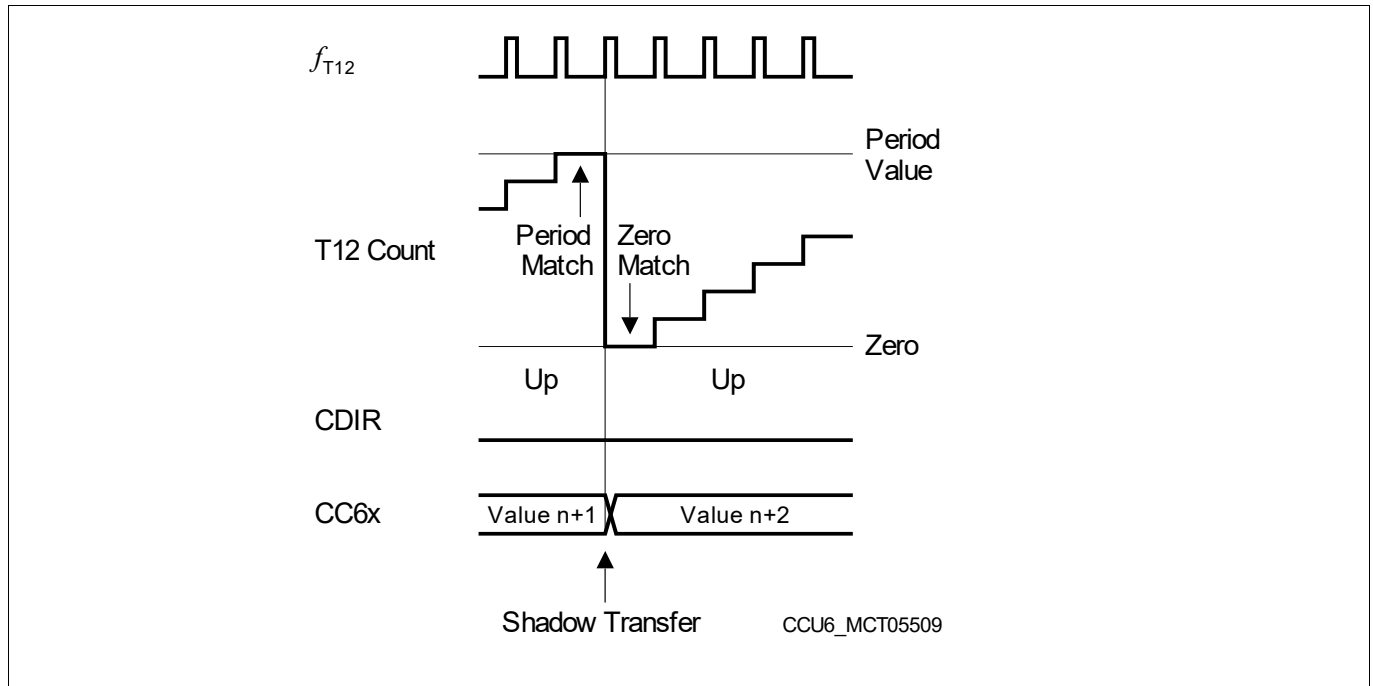 fT12
Period
Value
T12 Count
Period
Match
Zero
Match
Zero
Up
Up
CDIR
CC6x
Value n+1
Value n+2
Shadow Transfer
CCU6_MCT05509